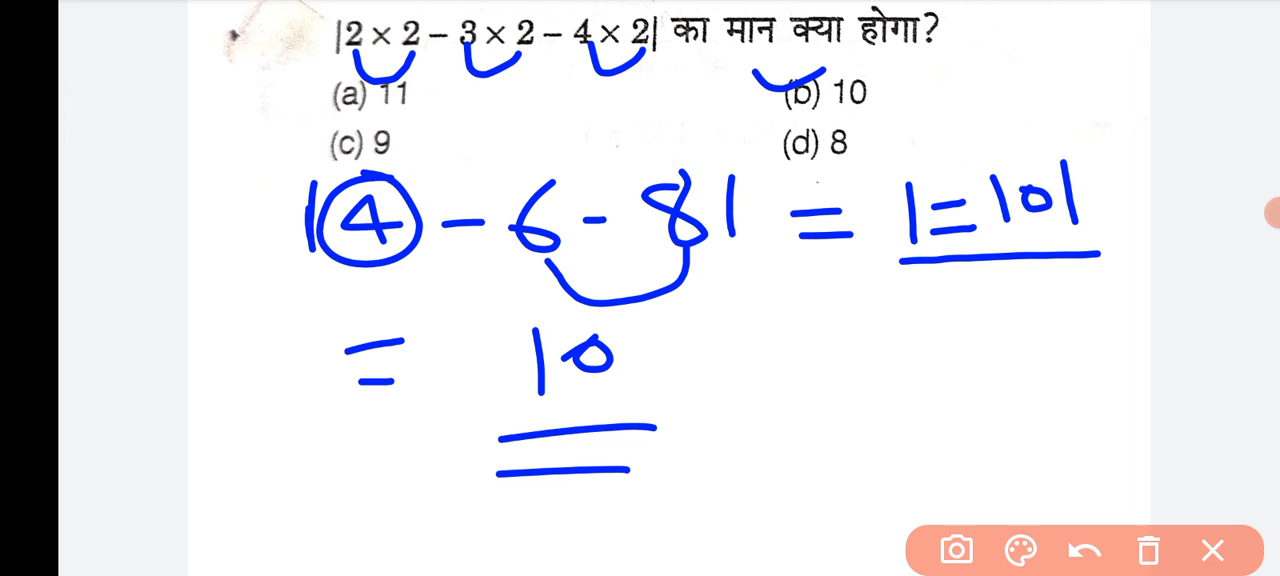 |2 × 2 – 3 × 2 – 4 × 2| का मान क्या होगा?
(a) 11 (b) 10
(c) 9 (d) 8
|4 - 6 - 8| = |= 10|
= 10